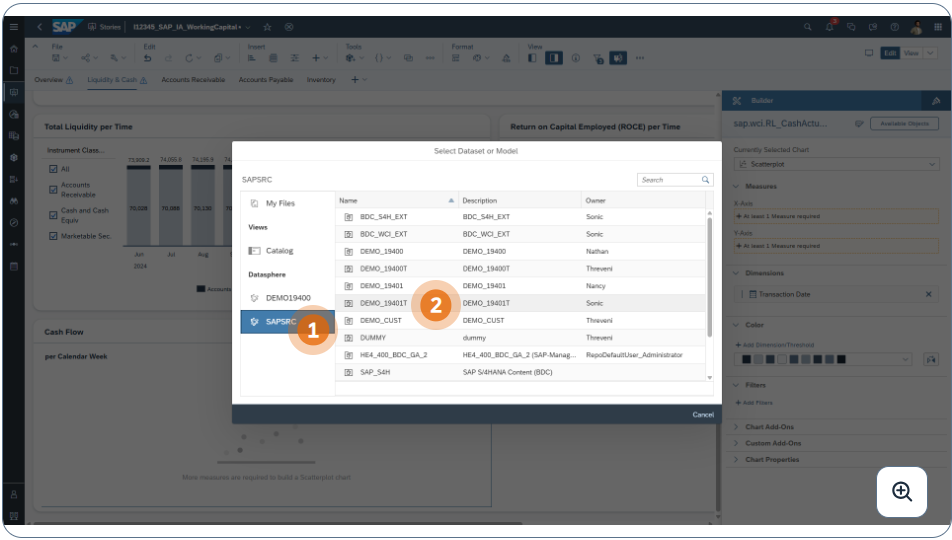 SAP Stories I12345_SAP_IA_WorkingCapital+
File Edit Insert Tools Format View
Edit View
Overview Liquidity & Cash Accounts Receivable Accounts Payable Inventory
Builder
Total Liquidity per Time
Return on Capital Employed (ROCE) per Time
sap.wci.RL_CashActu...
Available Objects
Instrument Class...
All
Accounts
Receivable
Cash and Cash
Equiv
Marketable Sec.
Jul
Aug
2024
Accounts
Cash Flow
per Calendar Week
More measures are required to build a Scatterplot chart
Select Dataset or Model
SAPSRC
Search
My Files
Views
Catalog
Datasphere
DEMO19400
SAPSRC
1
2
Name Description Owner
BDC_S4H_EXT BDC_S4H_EXT Sonic
BDC_WCI_EXT BDC_WCI_EXT Sonic
DEMO_19400 DEMO_19400 Nathan
DEMO_19400T DEMO_19400T Threveni
DEMO_19401 DEMO_19401 Nancy
DEMO_19401T DEMO_19401T Sonic
DEMO_CUST DEMO_CUST Threveni
DUMMY dummy Threveni
HE4_400_BDC_GA_2 HE4_400_BDC_GA_2 (SAP-Manag... RepoDefaultUser_Administrator
SAP_S4H SAP S/4HANA Content (BDC)
Cancel
Currently Selected Chart
Scatterplot
Measures
X-Axis
+ At least 1 Measure required
Y-Axis
+ At least 1 Measure required
Dimensions
Transaction Date
Color
+ Add Dimension/Threshold
Filters
+ Add Filters
Chart Add-Ons
Custom Add-Ons
Chart Properties